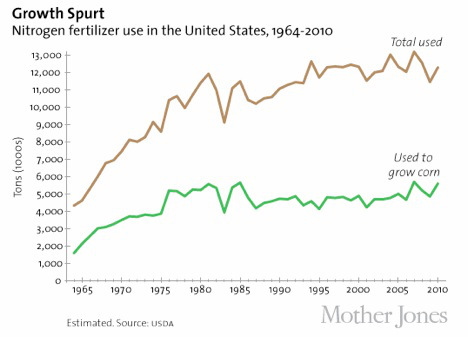 Growth Spurt
Nitrogen fertilizer use in the United States, 1964-2010
13,000
12,000
11,000
10,000
9,000
8,000
7,000
6,000
5,000
4,000
3,000
2,000
1,000
0
Tons (1000s)
Total used
Used to
grow corn
1965 1970 1975 1980 1985 1990 1995 2000 2005 2010
Estimated. Source: USDA
Mother Jones